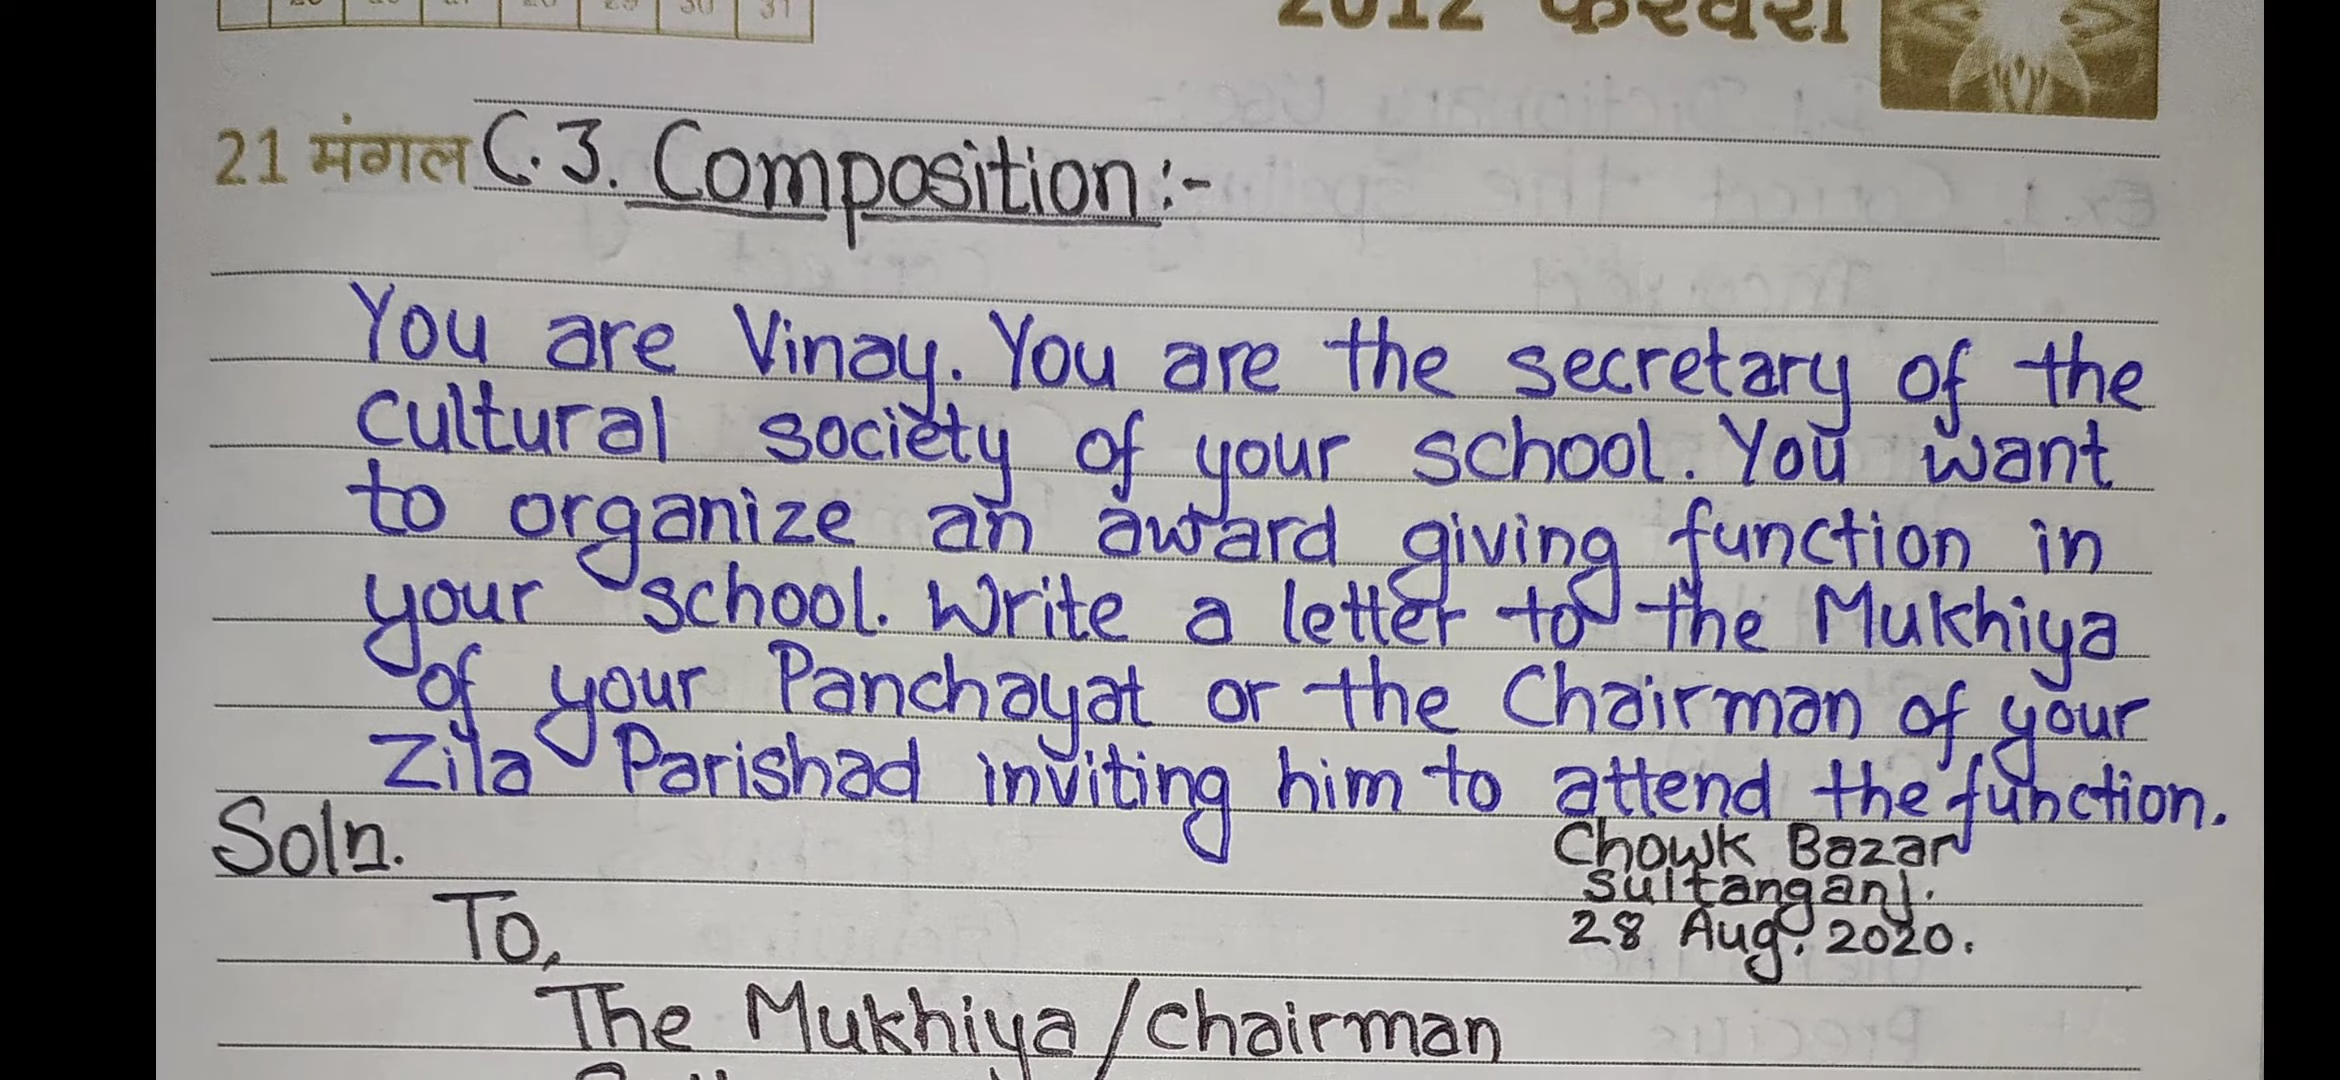 29 30 31
2012 फरवरी
21 मंगल C.3. Composition:-
You are Vinay. You are the secretary of the
cultural society of your school. You want
to organize an award giving function in
your school. Write a letter to the Mukhiya
of your Panchayat or the Chairman of your
Zila Parishad inviting him to attend the function.
Soln.
Chowk Bazar
Sultanganj.
28 Aug. 2020.
To,
The Mukhiya/chairman